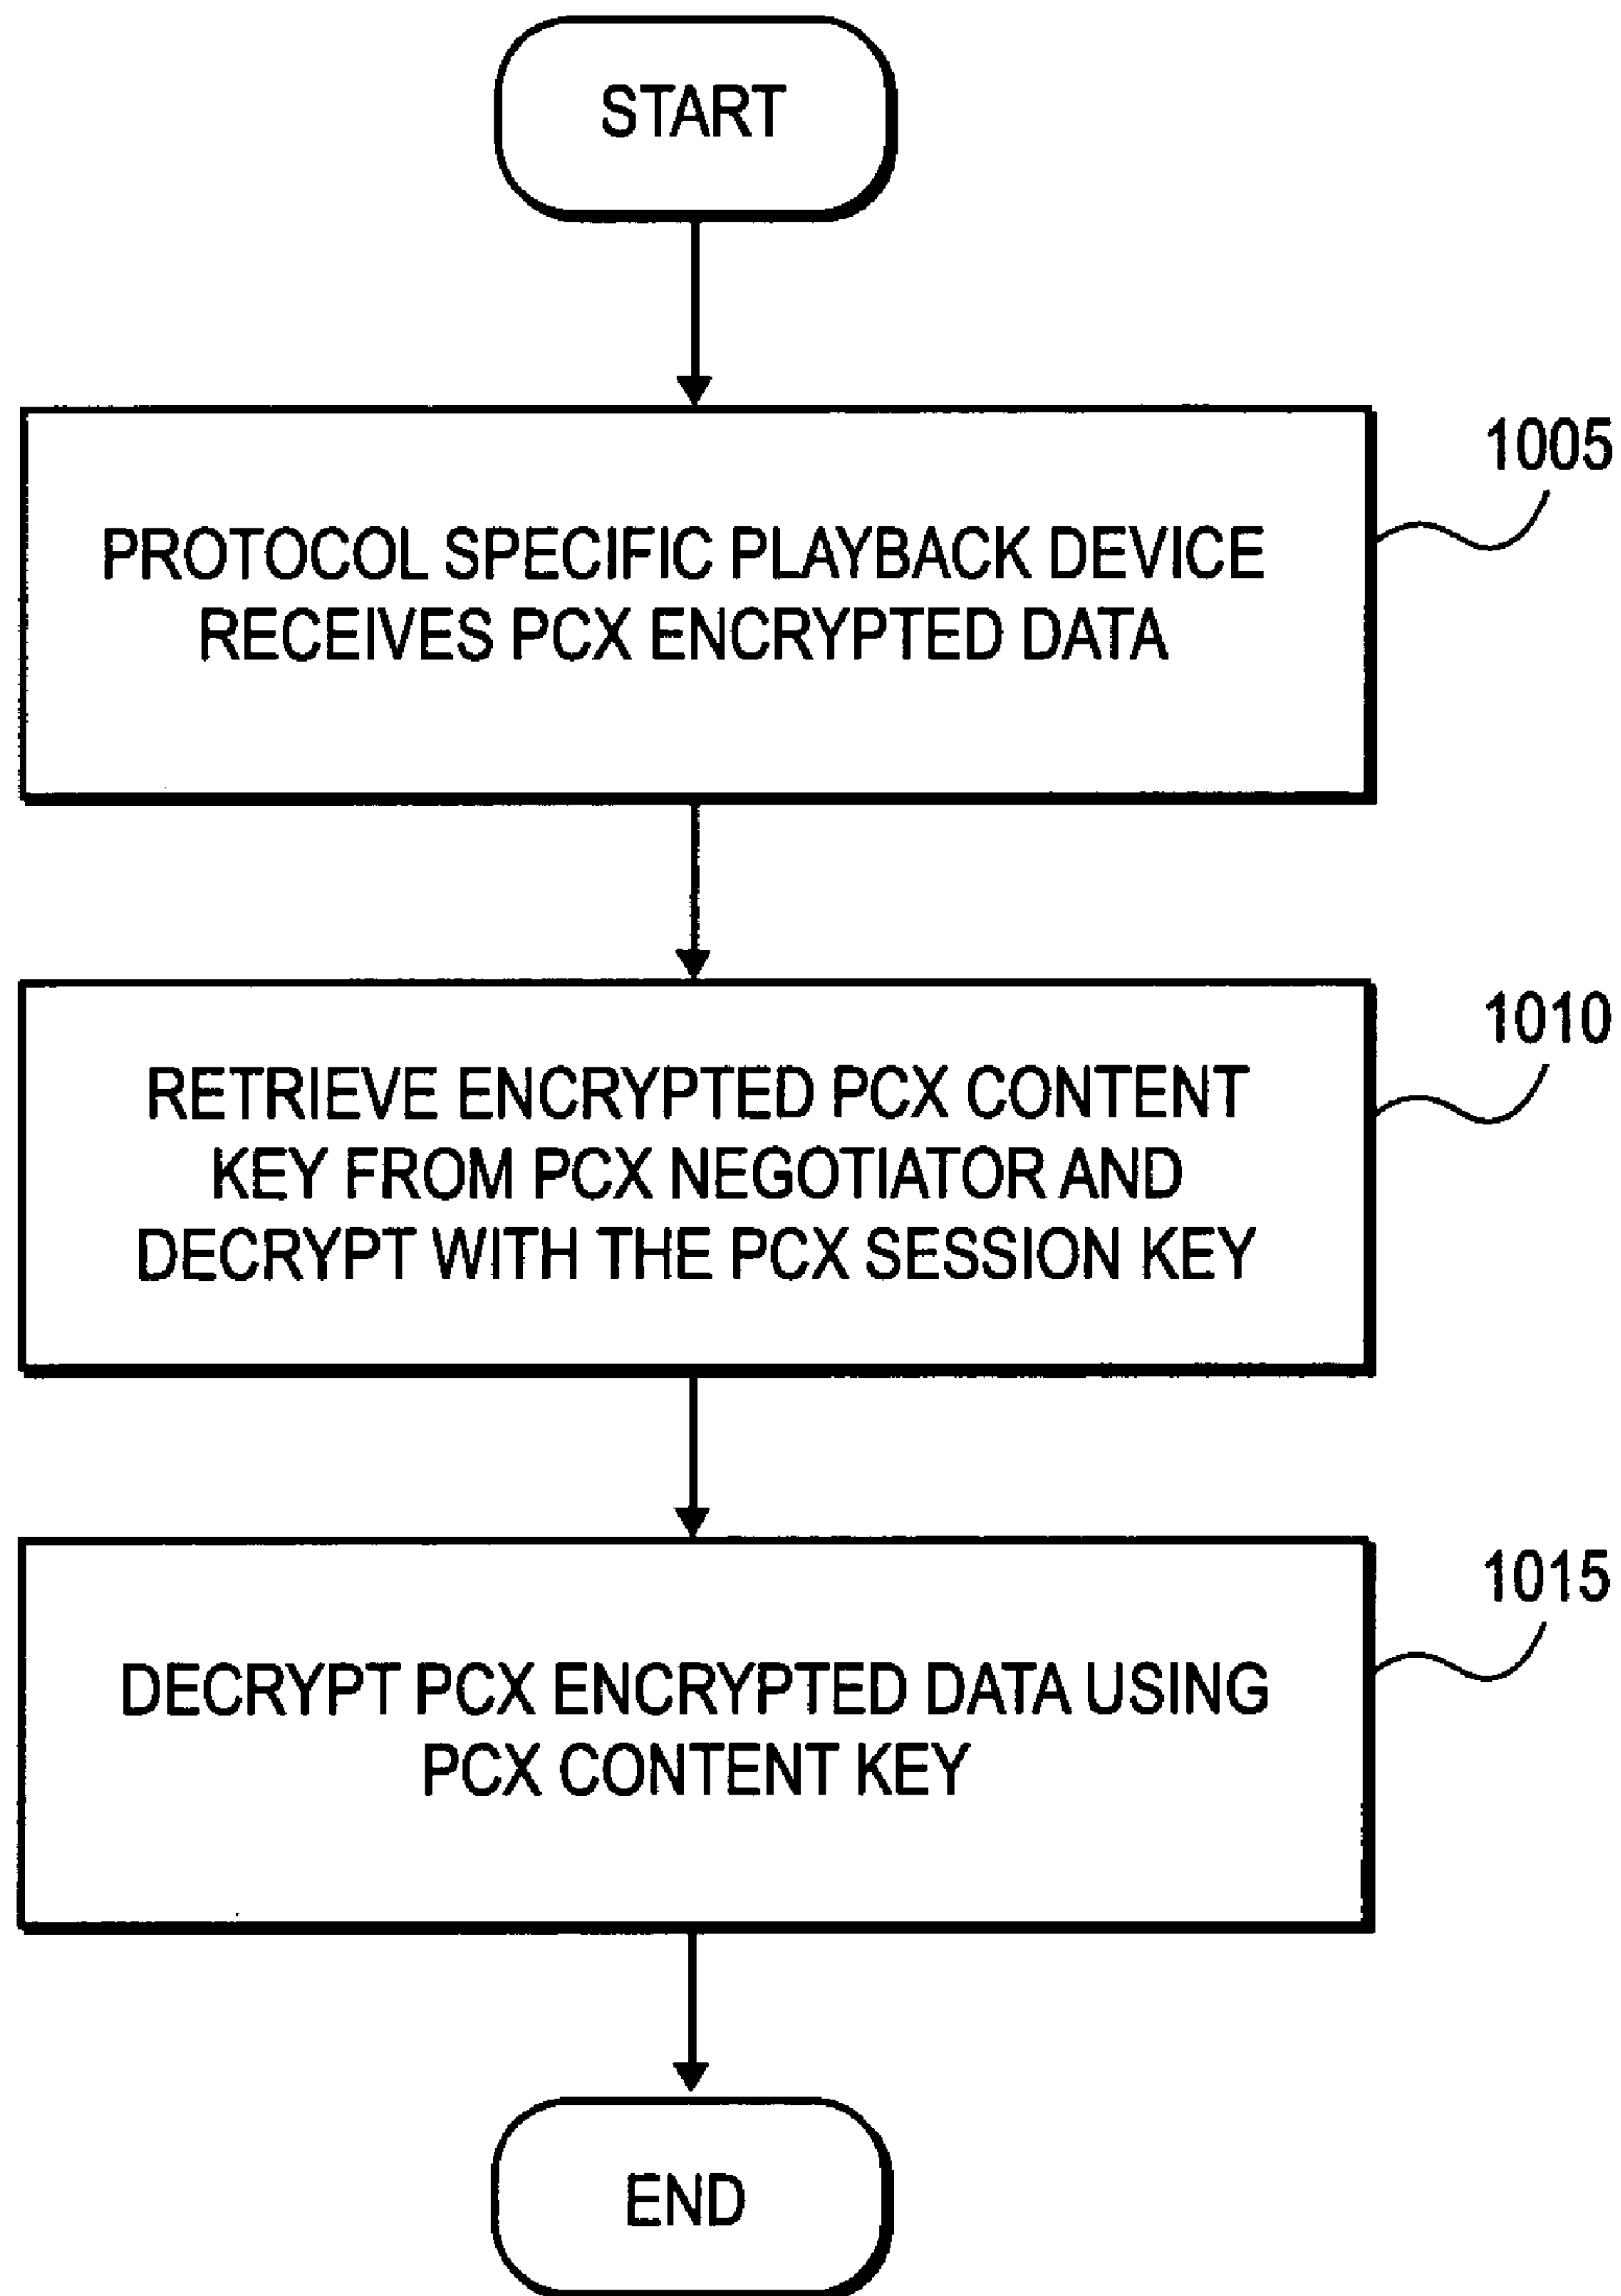 START
1005
PROTOCOL SPECIFIC PLAYBACK DEVICE
RECEIVES PCX ENCRYPTED DATA
1010
RETRIEVE ENCRYPTED PCX CONTENT
KEY FROM PCX NEGOTIATOR AND
DECRYPT WITH THE PCX SESSION KEY
1015
DECRYPT PCX ENCRYPTED DATA USING
PCX CONTENT KEY
END